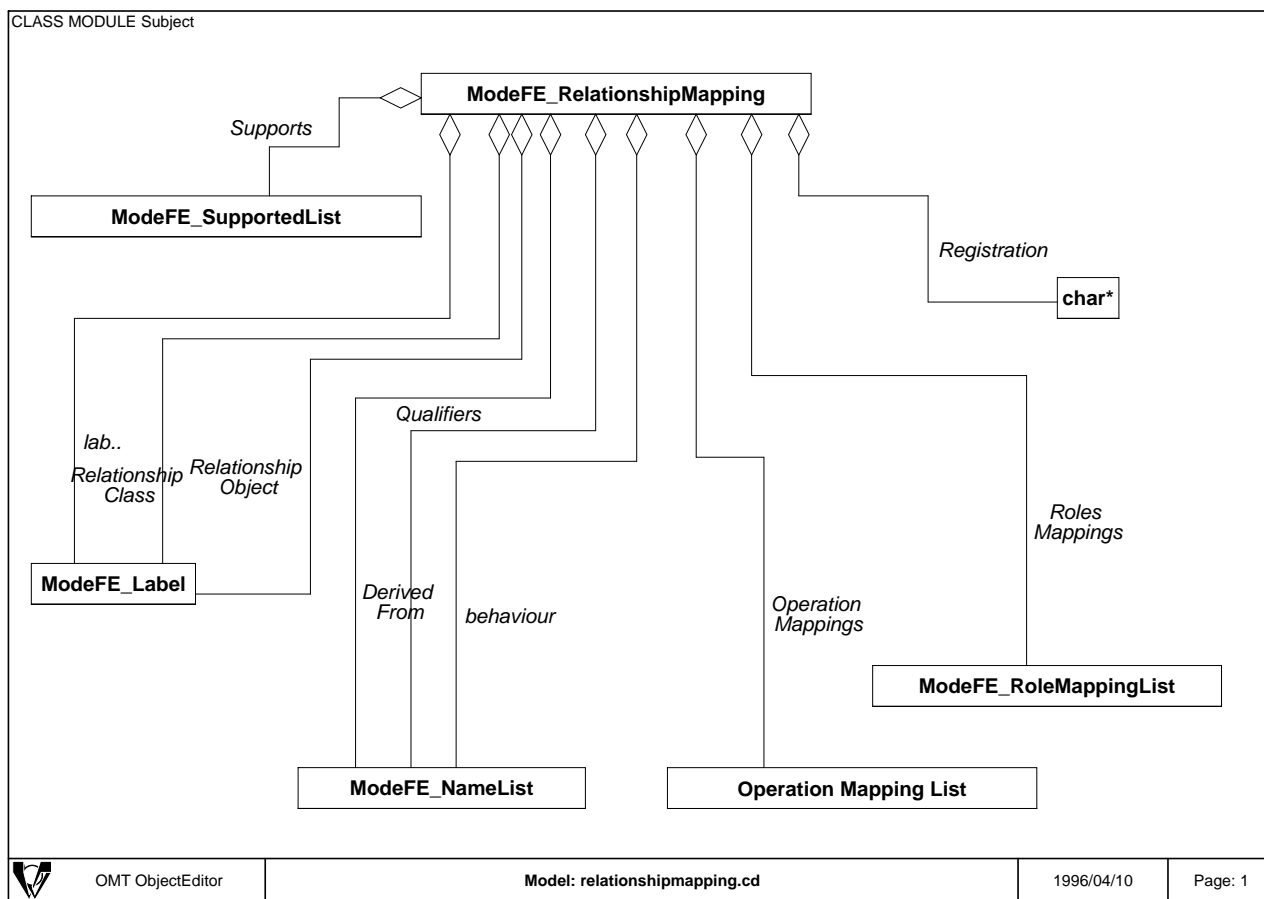 CLASS MODULE Subject
ModeFE_RelationshipMapping
Supports
ModeFE_SupportedList
Registration
char*
Qualifiers
lab..
Relationship
Class
Relationship
Object
Roles
Mappings
ModeFE_Label
Derived
From
behaviour
Operation
Mappings
ModeFE_RoleMappingList
ModeFE_NameList
Operation Mapping List
OMT ObjectEditor
Model: relationshipmapping.cd
1996/04/10
Page: 1